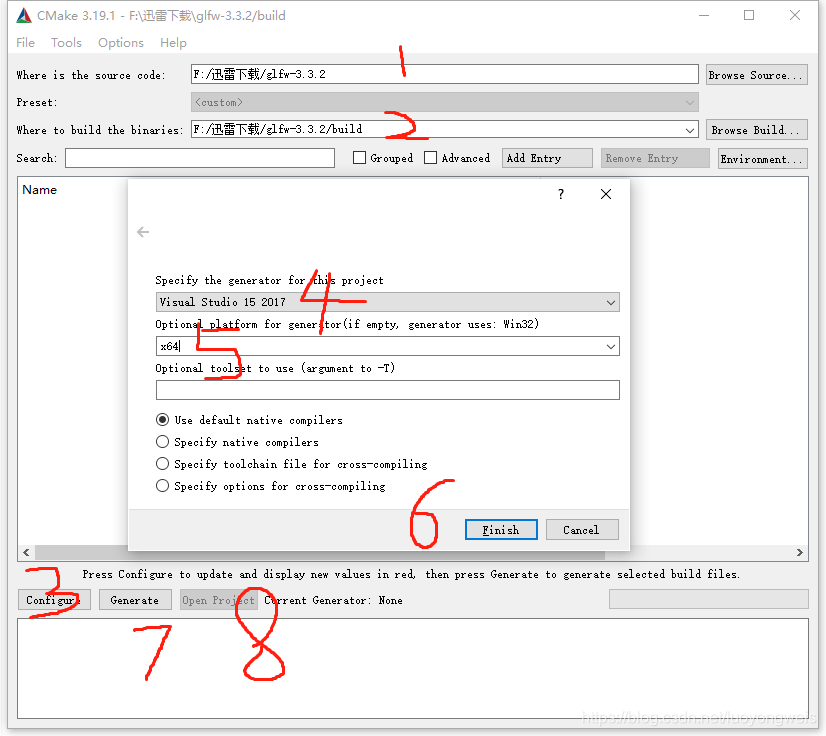 CMake 3.19.1 - F:\迅雷下载\glfw-3.3.2/build
File Tools Options Help
1
Where is the source code: F:/迅雷下载/glfw-3.3.2 Browse Source...
Preset: <custom>
Where to build the binaries: F:/迅雷下载/glfw-3.3.2/build 2 Browse Build...
Search: Grouped Advanced Add Entry Remove Entry Environment...
Name
?
Specify the generator for this project
Visual Studio 15 2017 4
Optional platform for generator(if empty, generator uses: Win32)
x64 5
Optional toolset to use (argument to -T)
Use default native compilers
Specify native compilers
Specify toolchain file for cross-compiling
Specify options for cross-compiling
6 Finish Cancel
Press Configure to update and display new values in red, then press Generate to generate selected build files.
3 Configure Generate Open Project Current Generator: None
7 8